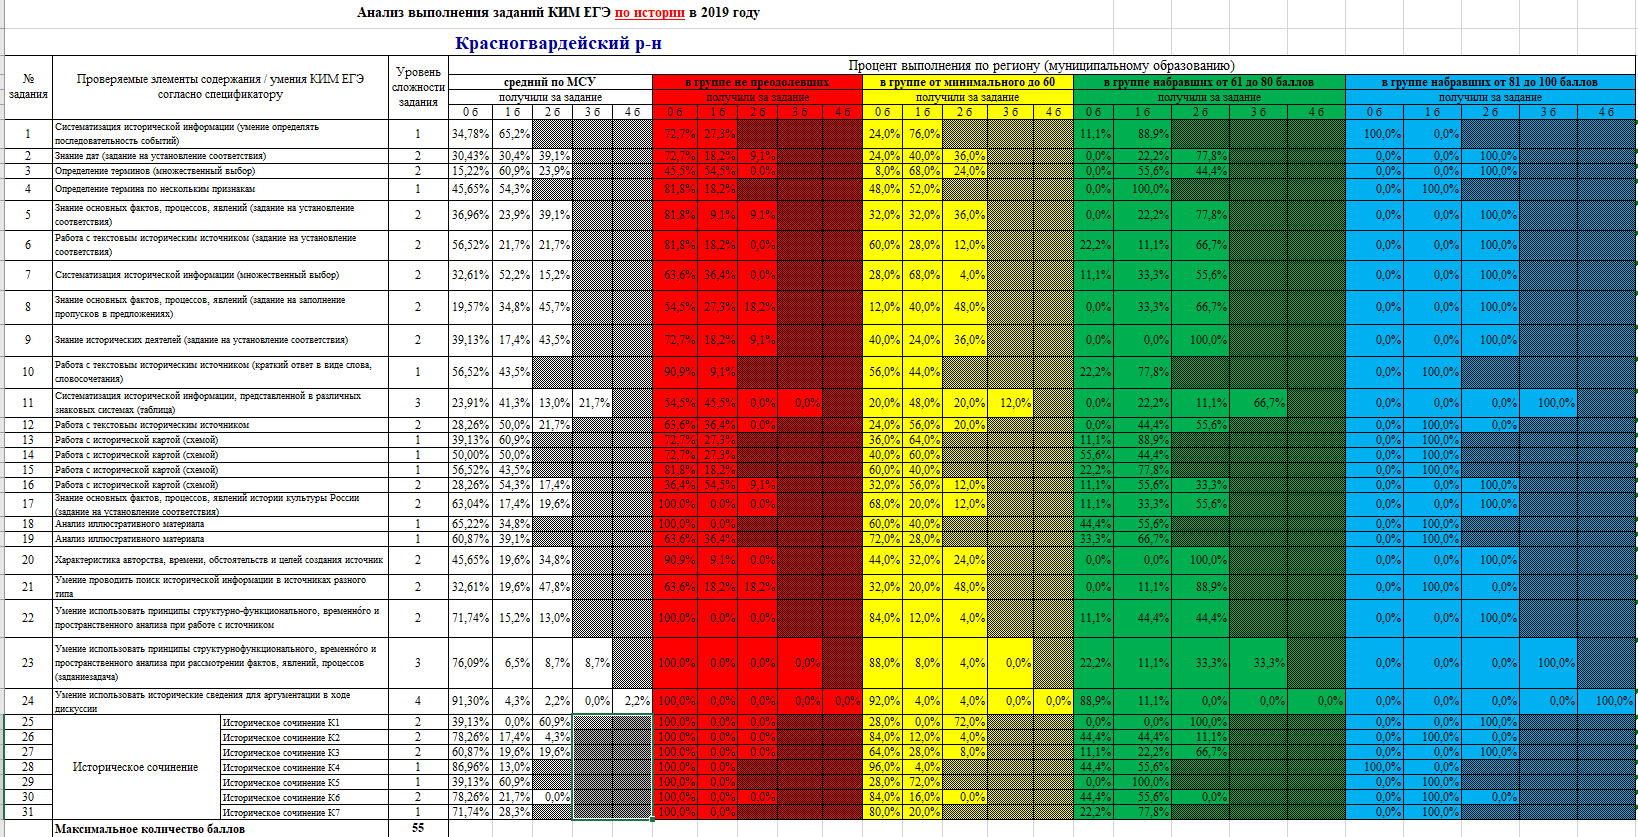 Анализ выполнения заданий КИМ ЕГЭ по истории в 2019 году
Красногвардейский р-н
№ задания Проверяемые элементы содержания / умения КИМ ЕГЭ согласно спецификатору Уровень сложности задания Процент выполнения по региону (муниципальному образованию)
средний по МСУ в группе не преодолевших в группе от минимального до 60 в группе набравших от 61 до 80 баллов в группе набравших от 81 до 100 баллов
получили за задание получили за задание получили за задание получили за задание получили за задание
0 б 1 б 2 б 3 б 4 б 0 б 1 б 2 б 3 б 4 б 0 б 1 б 2 б 3 б 4 б 0 б 1 б 2 б 3 б 4 б 0 б 1 б 2 б 3 б 4 б
1 Систематизация исторической информации (умение определять последовательность событий) 1 34,78% 65,2% 72,7% 27,3% 24,0% 76,0% 11,1% 88,9% 100,0% 0,0%
2 Знание дат (задание на установление соответствия) 2 30,43% 30,4% 39,1% 72,7% 18,2% 9,1% 24,0% 40,0% 36,0% 0,0% 22,2% 77,8% 0,0% 0,0% 100,0%
3 Определение терминов (множественный выбор) 2 15,22% 60,9% 23,9% 45,5% 54,5% 0,0% 8,0% 68,0% 24,0% 0,0% 55,6% 44,4% 0,0% 0,0% 100,0%
4 Определение термина по нескольким признакам 1 45,65% 54,3% 81,8% 18,2% 48,0% 52,0% 0,0% 100,0% 0,0% 100,0%
5 Знание основных фактов, процессов, явлений (задание на установление соответствия) 2 36,96% 23,9% 39,1% 81,8% 9,1% 9,1% 32,0% 32,0% 36,0% 0,0% 22,2% 77,8% 0,0% 0,0% 100,0%
6 Работа с текстовым историческим источником (задание на установление соответствия) 2 56,52% 21,7% 21,7% 81,8% 18,2% 0,0% 60,0% 28,0% 12,0% 22,2% 11,1% 66,7% 0,0% 0,0% 100,0%
7 Систематизация исторической информации (множественный выбор) 2 32,61% 52,2% 15,2% 63,6% 36,4% 0,0% 28,0% 68,0% 4,0% 11,1% 33,3% 55,6% 0,0% 0,0% 100,0%
8 Знание основных фактов, процессов, явлений (задание на заполнение пропусков в предложениях) 2 19,57% 34,8% 45,7% 54,5% 27,3% 18,2% 12,0% 40,0% 48,0% 0,0% 33,3% 66,7% 0,0% 0,0% 100,0%
9 Знание исторических деятелей (задание на установление соответствия) 2 39,13% 17,4% 43,5% 72,7% 18,2% 9,1% 40,0% 24,0% 36,0% 0,0% 0,0% 100,0% 0,0% 0,0% 100,0%
10 Работа с текстовым историческим источником (краткий ответ в виде слова, словосочетания) 1 56,52% 43,5% 90,9% 9,1% 56,0% 44,0% 22,2% 77,8% 0,0% 100,0%
11 Систематизация исторической информации, представленной в различных знаковых системах (таблица) 3 23,91% 41,3% 13,0% 21,7% 54,5% 45,5% 0,0% 0,0% 20,0% 48,0% 20,0% 12,0% 0,0% 22,2% 11,1% 66,7% 0,0% 0,0% 0,0% 100,0%
12 Работа с текстовым историческим источником 2 28,26% 50,0% 21,7% 63,6% 36,4% 0,0% 24,0% 56,0% 20,0% 0,0% 44,4% 55,6% 0,0% 100,0% 0,0%
13 Работа с исторической картой (схемой) 1 39,13% 60,9% 72,7% 27,3% 36,0% 64,0% 11,1% 88,9% 0,0% 100,0%
14 Работа с исторической картой (схемой) 1 50,00% 50,0% 72,7% 27,3% 40,0% 60,0% 55,6% 44,4% 0,0% 100,0%
15 Работа с исторической картой (схемой) 1 56,52% 43,5% 81,8% 18,2% 60,0% 40,0% 22,2% 77,8% 0,0% 100,0%
16 Работа с исторической картой (схемой) 2 28,26% 54,3% 17,4% 36,4% 54,5% 9,1% 32,0% 56,0% 12,0% 11,1% 55,6% 33,3% 0,0% 0,0% 100,0%
17 Знание основных фактов, процессов, явлений истории культуры России (задание на установление соответствия) 2 63,04% 17,4% 19,6% 100,0% 0,0% 0,0% 68,0% 20,0% 12,0% 11,1% 33,3% 55,6% 0,0% 0,0% 100,0%
18 Анализ иллюстративного материала 1 65,22% 34,8% 100,0% 0,0% 60,0% 40,0% 44,4% 55,6% 0,0% 100,0%
19 Анализ иллюстративного материала 1 60,87% 39,1% 63,6% 36,4% 72,0% 28,0% 33,3% 66,7% 0,0% 100,0%
20 Характеристика авторства, времени, обстоятельств и целей создания источник 2 45,65% 19,6% 34,8% 90,9% 9,1% 0,0% 44,0% 32,0% 24,0% 0,0% 0,0% 100,0% 0,0% 0,0% 100,0%
21 Умение проводить поиск исторической информации в источниках разного типа 2 32,61% 19,6% 47,8% 63,6% 18,2% 18,2% 32,0% 20,0% 48,0% 0,0% 11,1% 88,9% 0,0% 100,0% 0,0%
22 Умение использовать принципы структурно-функционального, временно́го и пространственного анализа при работе с источником 2 71,74% 15,2% 13,0% 100,0% 0,0% 0,0% 84,0% 12,0% 4,0% 11,1% 44,4% 44,4% 0,0% 0,0% 100,0%
23 Умение использовать принципы структурнофункционального, временно́го и пространственного анализа при рассмотрении фактов, явлений, процессов (заданиезадача) 3 76,09% 6,5% 8,7% 8,7% 100,0% 0,0% 0,0% 0,0% 88,0% 8,0% 4,0% 0,0% 22,2% 11,1% 33,3% 33,3% 0,0% 0,0% 0,0% 100,0%
24 Умение использовать исторические сведения для аргументации в ходе дискуссии 4 91,30% 4,3% 2,2% 0,0% 2,2% 100,0% 0,0% 0,0% 0,0% 0,0% 92,0% 4,0% 4,0% 0,0% 0,0% 88,9% 11,1% 0,0% 0,0% 0,0% 0,0% 0,0% 0,0% 0,0% 100,0%
25 Историческое сочинение К1 2 39,13% 0,0% 60,9% 100,0% 0,0% 0,0% 28,0% 0,0% 72,0% 0,0% 0,0% 100,0% 0,0% 0,0% 100,0%
26 Историческое сочинение К2 2 78,26% 17,4% 4,3% 100,0% 0,0% 0,0% 84,0% 12,0% 4,0% 44,4% 44,4% 11,1% 0,0% 100,0% 0,0%
27 Историческое сочинение К3 2 60,87% 19,6% 19,6% 100,0% 0,0% 0,0% 64,0% 28,0% 8,0% 11,1% 22,2% 66,7% 0,0% 0,0% 100,0%
28 Историческое сочинение Историческое сочинение К4 1 86,96% 13,0% 100,0% 0,0% 96,0% 4,0% 44,4% 55,6% 100,0% 0,0%
29 Историческое сочинение К5 1 39,13% 60,9% 100,0% 0,0% 28,0% 72,0% 0,0% 100,0% 0,0% 100,0%
30 Историческое сочинение К6 2 78,26% 21,7% 0,0% 100,0% 0,0% 0,0% 84,0% 16,0% 0,0% 44,4% 55,6% 0,0% 0,0% 100,0% 0,0%
31 Историческое сочинение К7 1 71,74% 28,3% 100,0% 0,0% 80,0% 20,0% 22,2% 77,8% 0,0% 100,0%
Максимальное количество баллов 55